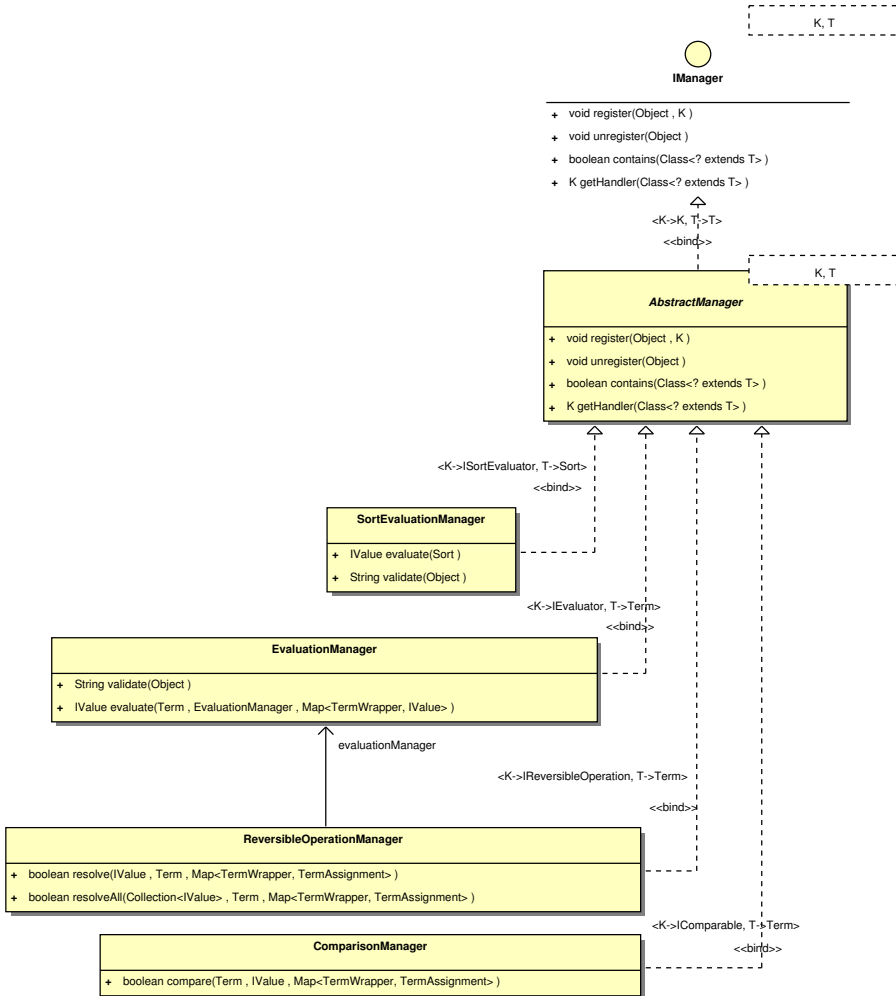 K, T
IManager
+ void register(Object , K )
+ void unregister(Object )
+ boolean contains(Class<? extends T> )
+ K getHandler(Class<? extends T> )
<K->K, T->T>
<<bind>>
K, T
AbstractManager
+ void register(Object , K )
+ void unregister(Object )
+ boolean contains(Class<? extends T> )
+ K getHandler(Class<? extends T> )
<K->ISortEvaluator, T->Sort>
<<bind>>
SortEvaluationManager
+ IValue evaluate(Sort )
+ String validate(Object )
<K->IEvaluator, T->Term>
<<bind>>
EvaluationManager
+ String validate(Object )
+ IValue evaluate(Term , EvaluationManager , Map<TermWrapper, IValue> )
evaluationManager
<K->IReversibleOperation, T->Term>
<<bind>>
ReversibleOperationManager
+ boolean resolve(IValue , Term , Map<TermWrapper, TermAssignment> )
+ boolean resolveAll(Collection<IValue> , Term , Map<TermWrapper, TermAssignment> )
<K->IComparable, T->Term>
<<bind>>
ComparisonManager
+ boolean compare(Term , IValue , Map<TermWrapper, TermAssignment> )